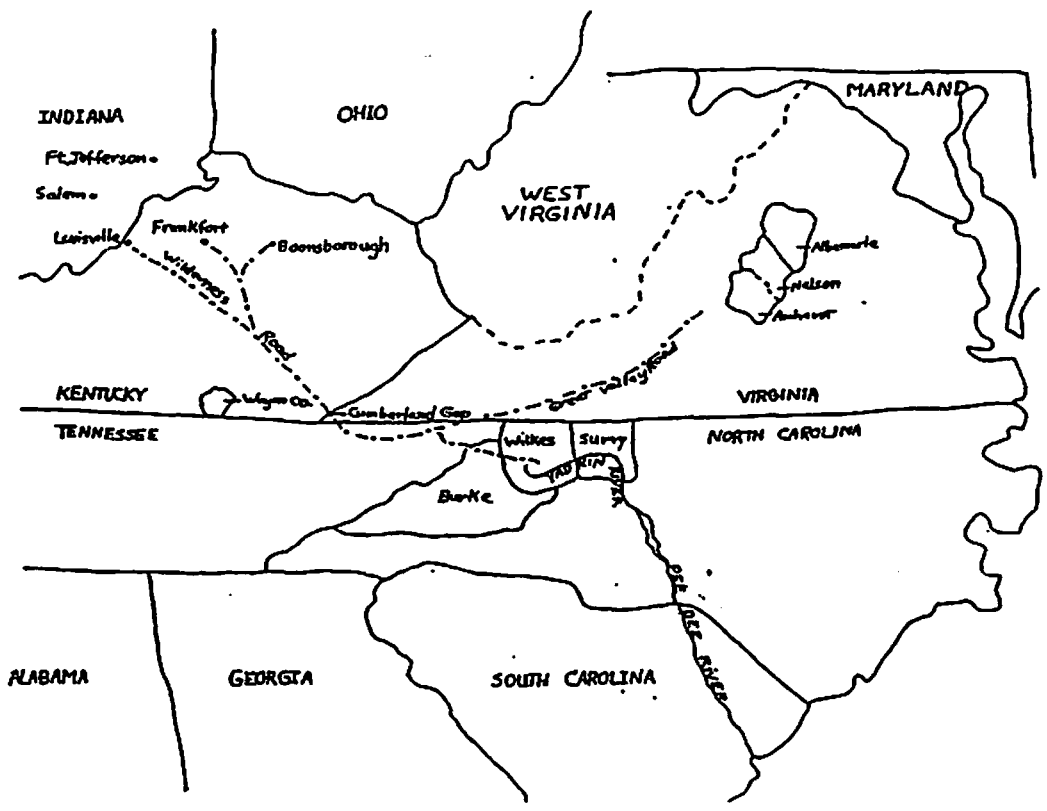 MARYLAND
INDIANA
OHIO
Ft. Jefferson
Salem
WEST
VIRGINIA
Frankfort
Louisville
Boonsborough
Albemarle
Wilderness
Nelson
Amherst
Road
Great Valley Road
KENTUCKY
Wayne Co.
Cumberland Gap
VIRGINIA
TENNESSEE
Wilkes
Surry
NORTH CAROLINA
YADKIN
RIVER
Burke
PEE
DEE
RIVER
ALABAMA
GEORGIA
SOUTH CAROLINA